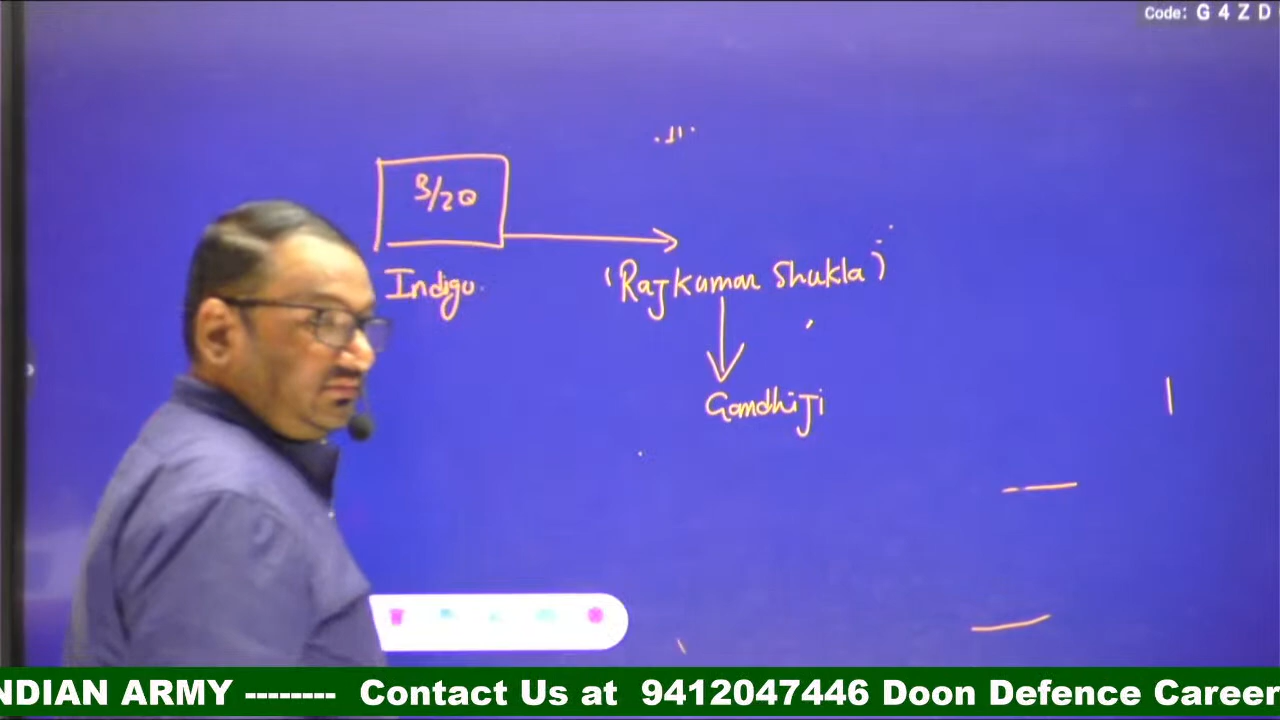 Code: G 4 Z D
3/20
Indigo
(Rajkumar Shukla)
GandhiJi
NDIAN ARMY -------- Contact Us at 9412047446 Doon Defence Career